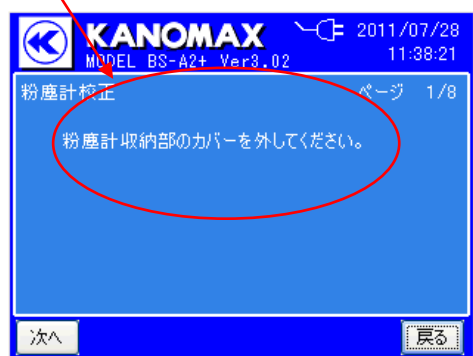 KANOMAX
2011/07/28
MODEL BS-A2+ Ver3.02
11:38:21
粉塵計校正
ページ 1/8
粉塵計収納部のカバーを外してください。
次へ
戻る